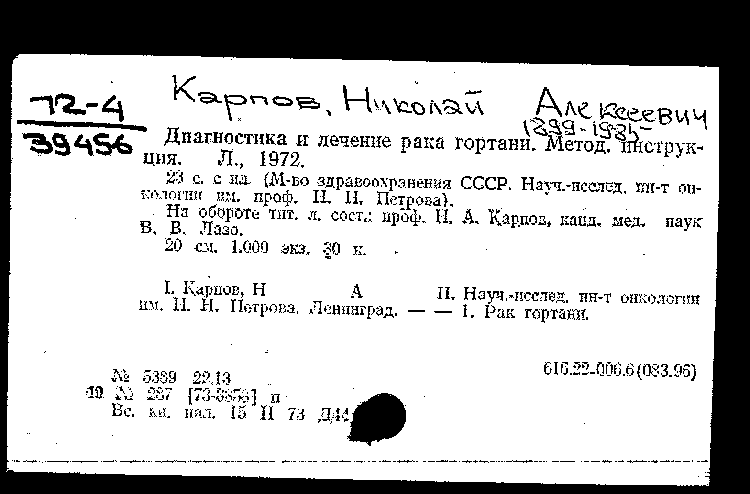 Карпов, Николай Алексеевич
1899-1985
72-4
39456
Диагностика и лечение рака гортани. Метод. инструк-
ция. Л., 1972.
23 с. с ил. (М-во здравоохранения СССР. Науч.-исслед. ин-т он-
кологии им. проф. Н. Н. Петрова).
На обороте тит. л. сост.: проф. Н. А. Карпов, канд. мед. наук
В. В. Лазо.
20 см. 1.000 экз. 30 к.
I. Карпов, Н А II. Науч.-исслед. ин-т онкологии
им. Н. Н. Петрова. Ленинград. — — 1. Рак гортани.
616.22-006.6(083.96)
№ 5389 22.13
19 № 287 п
Вс. кн. пал. 15 II 73